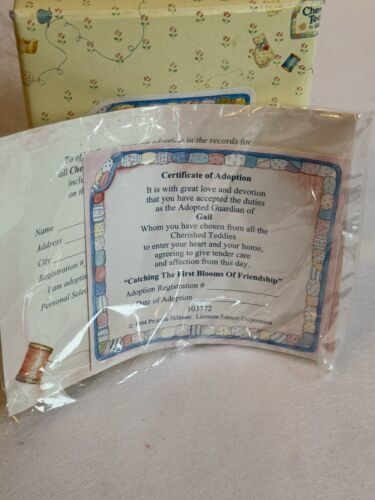 Che
Tedd
adoption in the records for
To of
all Che
inclu
on th
Name
Address
City
Registration #
I am adoptin
Personal Selec
Certificate of Adoption
It is with great love and devotion
that you have accepted the duties
as the Adopted Guardian of
Gail
Whom you have chosen from all the
Cherished Teddies
to enter your heart and your home,
agreeing to give tender care
and affection from this day.
"Catching The First Blooms Of Friendship"
Adoption Registration #
Date of Adoption
103772
© 1994 Priscilla Hillman. Licensee Enesco Corporation